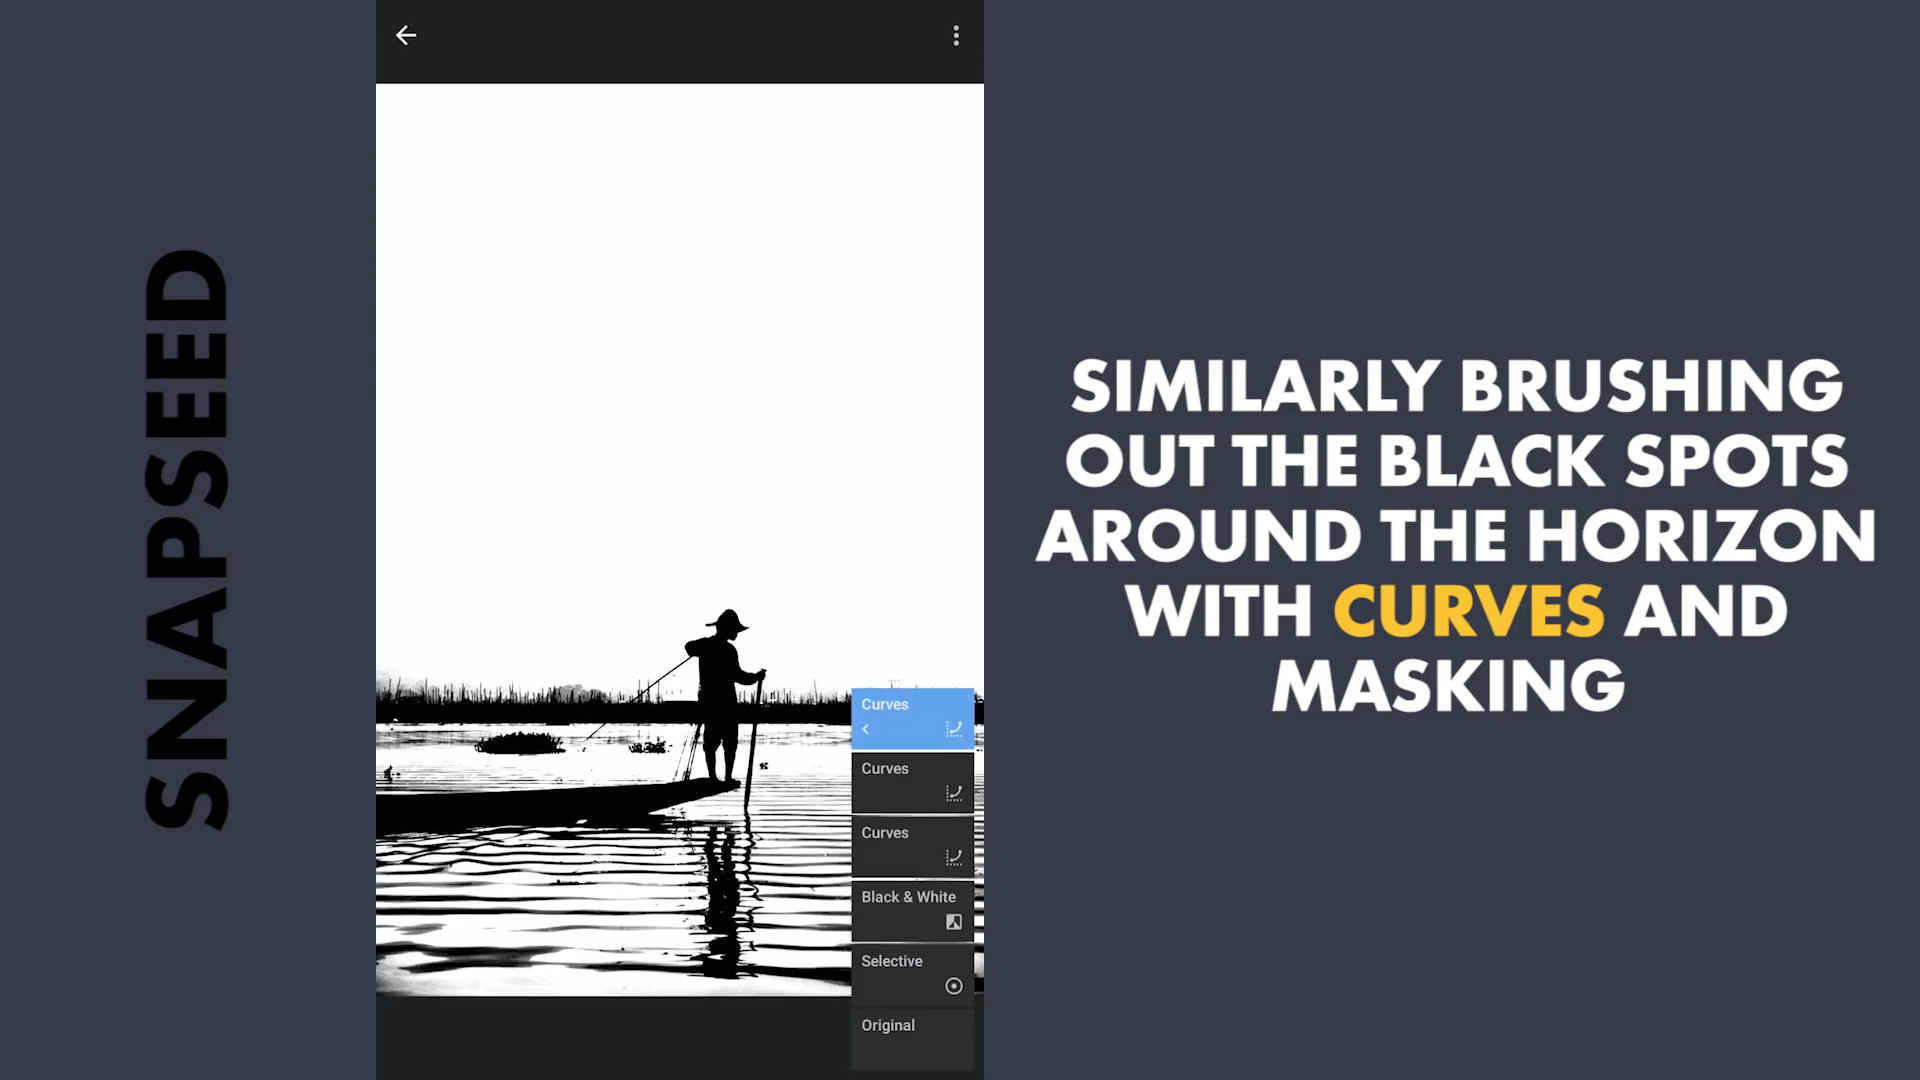 SNAPSEED
Curves
Curves
Curves
Black & White
Selective
Original
SIMILARLY BRUSHING
OUT THE BLACK SPOTS
AROUND THE HORIZON
WITH CURVES AND
MASKING